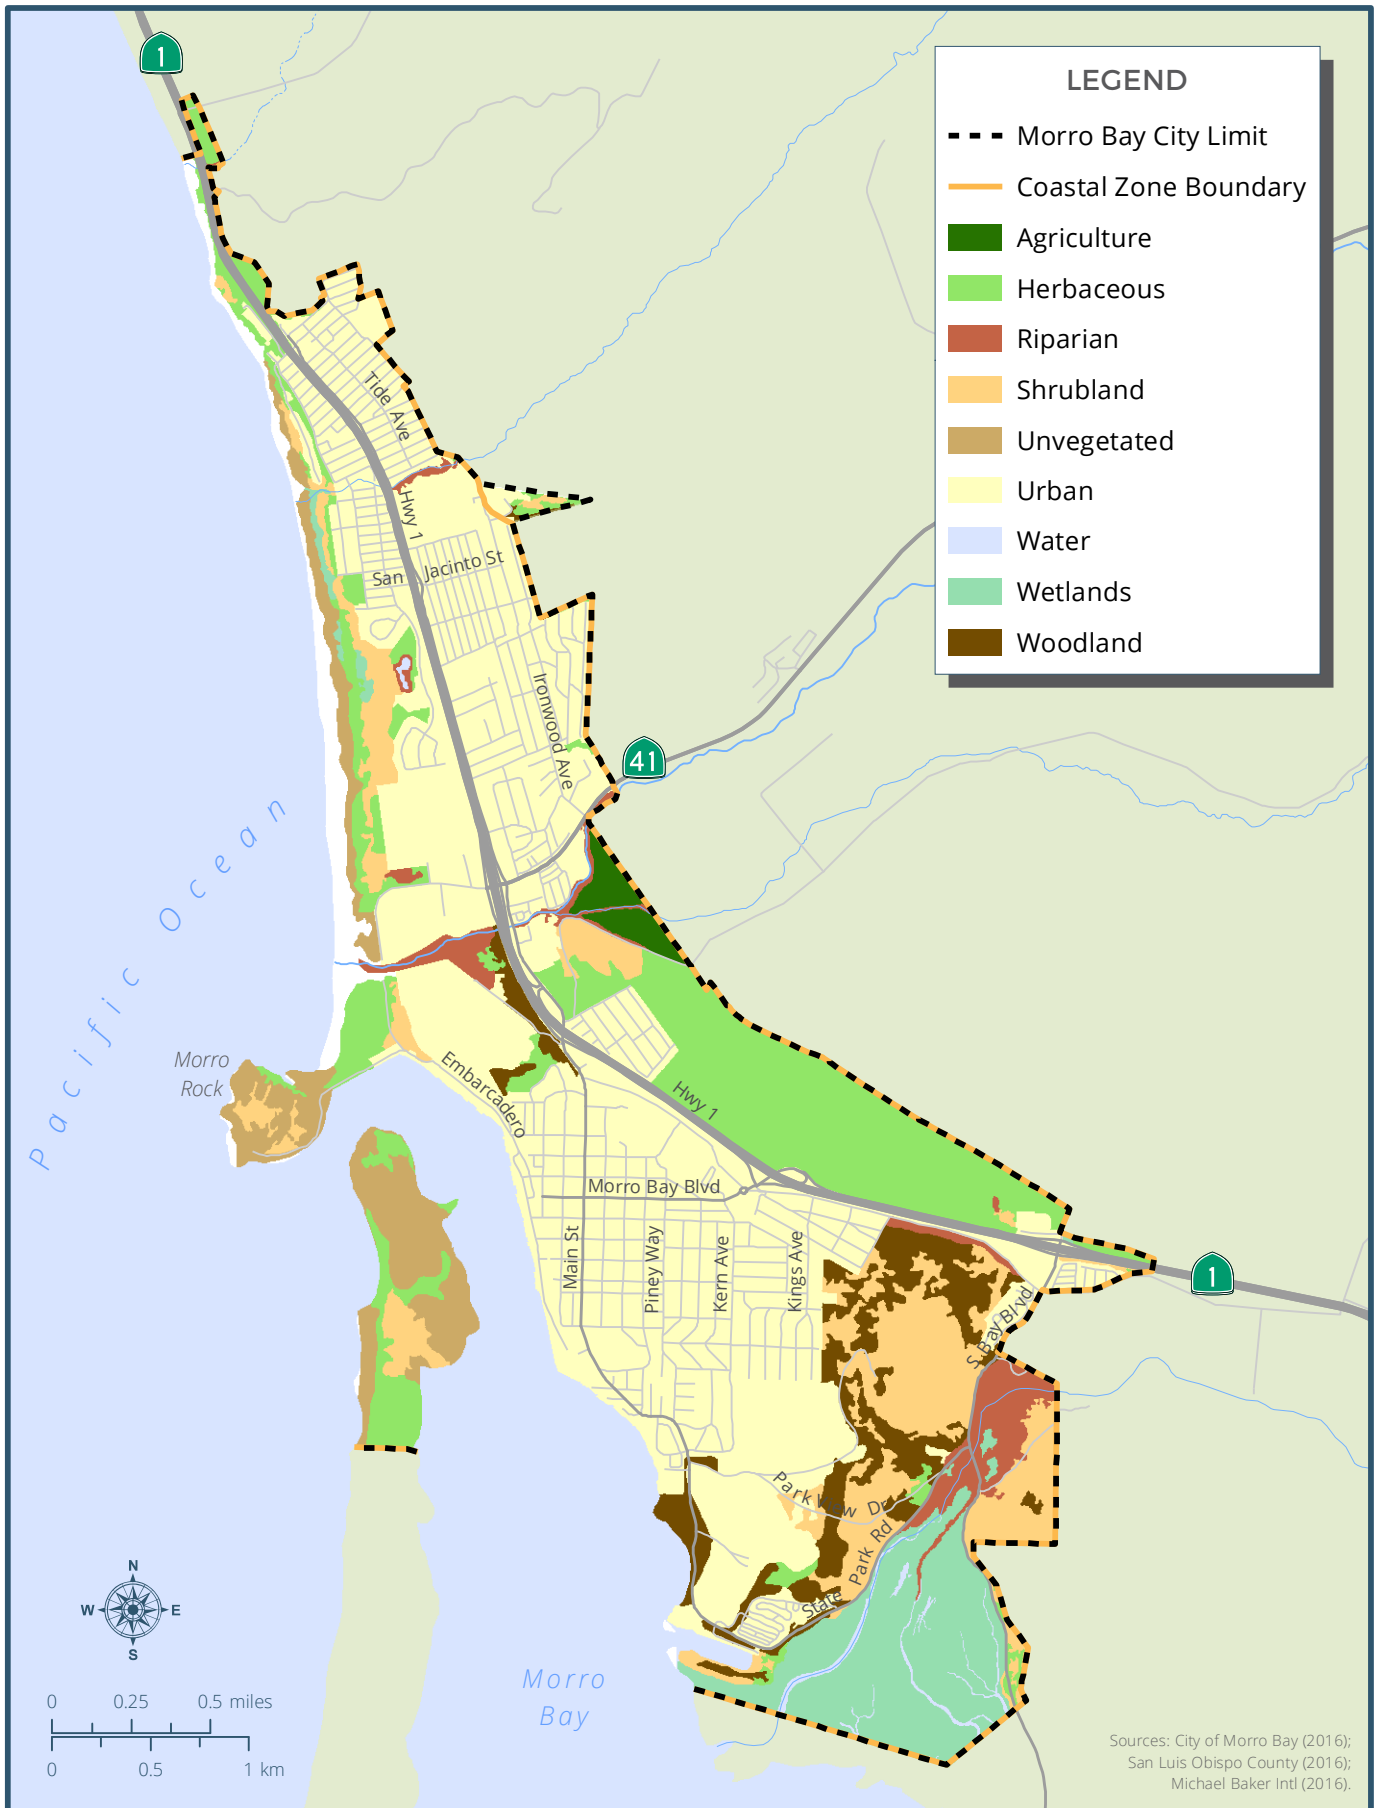 1
LEGEND
Morro Bay City Limit
Coastal Zone Boundary
Agriculture
Herbaceous
Riparian
Shrubland
Unvegetated
Urban
Water
Wetlands
Woodland
Tide Ave
Hwy 1
San Jacinto St
Ironwood Ave
41
Pacific Ocean
Morro
Rock
Embarcadero
Hwy 1
Morro Bay Blvd
Main St
Piney Way
Kern Ave
Kings Ave
1
S Bay Blvd
Park View Dr
State Park Rd
Morro
Bay
N
W
E
S
0 0.25 0.5 miles
0 0.5 1 km
Sources: City of Morro Bay (2016);
San Luis Obispo County (2016);
Michael Baker Intl (2016).